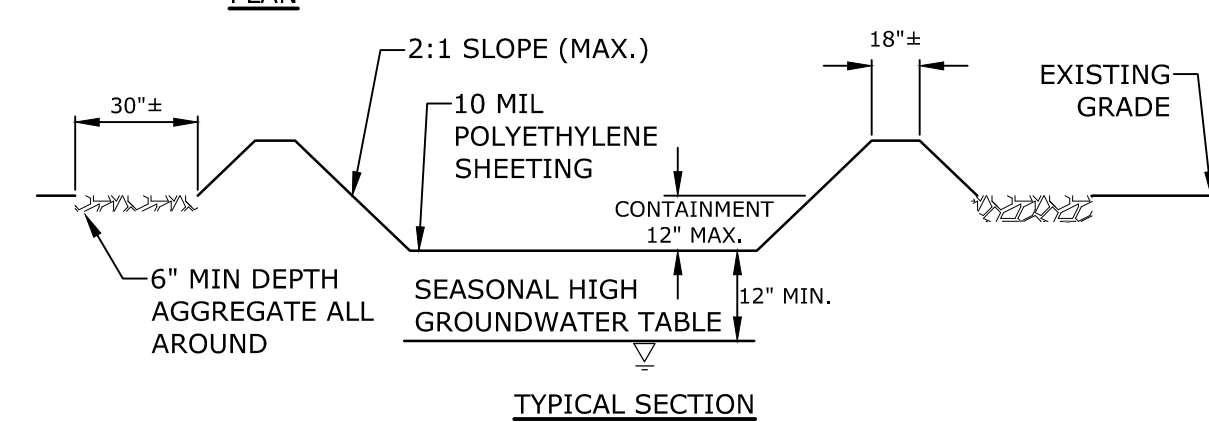 PLAN
2:1 SLOPE (MAX.)
18"±
30"±
10 MIL
POLYETHYLENE
SHEETING
EXISTING
GRADE
CONTAINMENT
12" MAX.
6" MIN DEPTH
AGGREGATE ALL
AROUND
SEASONAL HIGH
GROUNDWATER TABLE
12" MIN.
TYPICAL SECTION